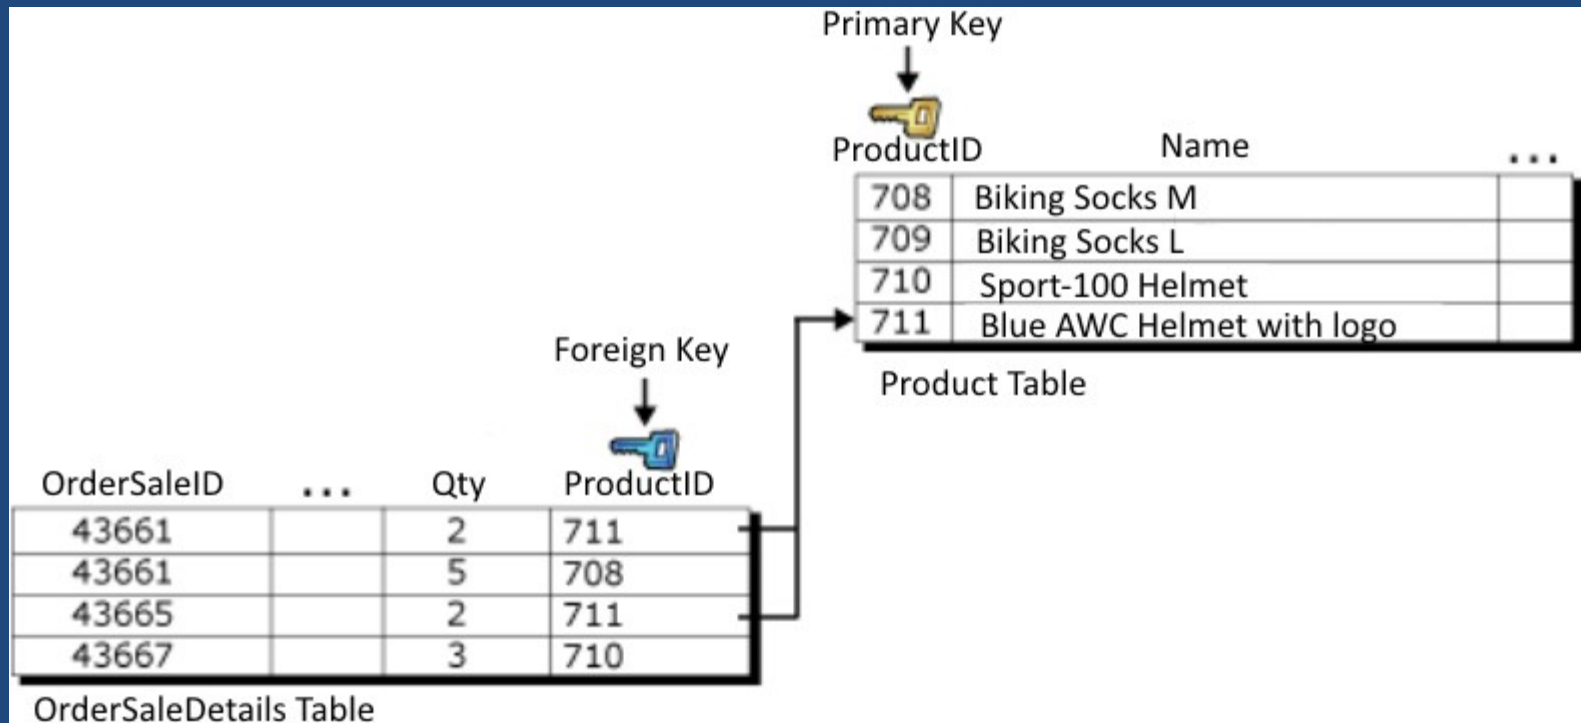 Primary Key
ProductID Name ...
708 Biking Socks M
709 Biking Socks L
710 Sport-100 Helmet
711 Blue AWC Helmet with logo
Product Table
Foreign Key
OrderSaleID ... Qty ProductID
43661 2 711
43661 5 708
43665 2 711
43667 3 710
OrderSaleDetails Table